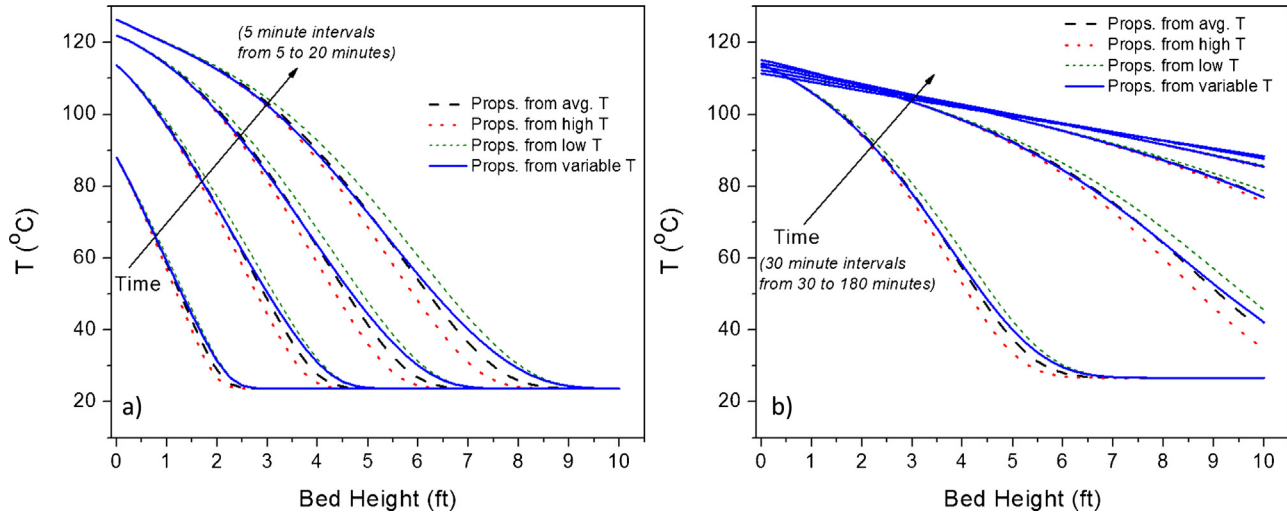 (5 minute intervals
from 5 to 20 minutes)
Props. from avg. T
Props. from high T
Props. from low T
Props. from variable T
Time
a)
T (°C)
120
100
80
60
40
20
0 1 2 3 4 5 6 7 8 9 10
Bed Height (ft)
Props. from avg. T
Props. from high T
Props. from low T
Props. from variable T
Time
(30 minute intervals
from 30 to 180 minutes)
b)
T (°C)
120
100
80
60
40
20
0 1 2 3 4 5 6 7 8 9 10
Bed Height (ft)